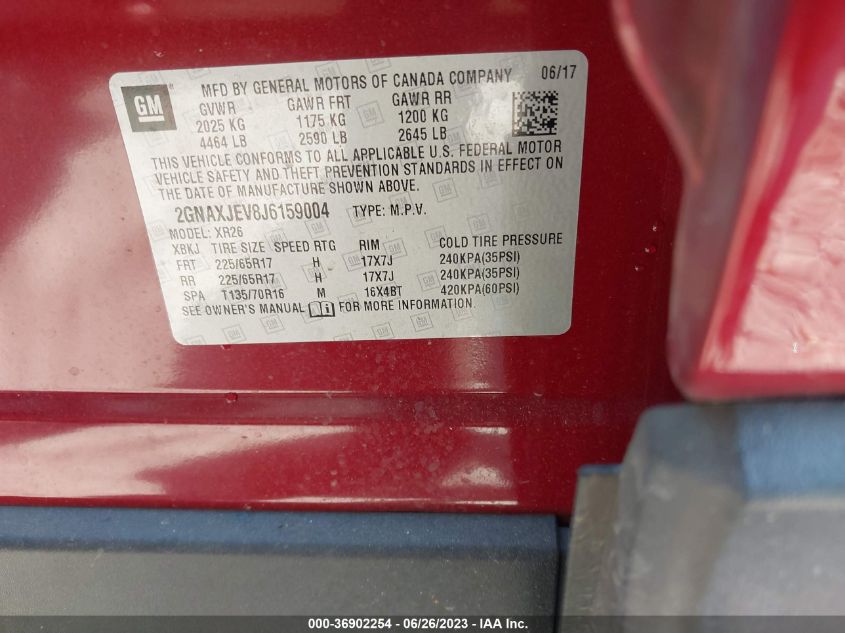 GM ®
MFD BY GENERAL MOTORS OF CANADA COMPANY 06/17
GVWR GAWR FRT GAWR RR
2025 KG 1175 KG 1200 KG
4464 LB 2590 LB 2645 LB
THIS VEHICLE CONFORMS TO ALL APPLICABLE U.S. FEDERAL MOTOR
VEHICLE SAFETY AND THEFT PREVENTION STANDARDS IN EFFECT ON
THE DATE OF MANUFACTURE SHOWN ABOVE.
2GNAXJEV8J6159004 TYPE: M.P.V.
MODEL: XR26
XBKJ TIRE SIZE SPEED RTG RIM COLD TIRE PRESSURE
FRT 225/65R17 H 17X7J 240KPA(35PSI)
RR 225/65R17 H 17X7J 240KPA(35PSI)
SPA T135/70R16 M 16X4BT 420KPA(60PSI)
SEE OWNER'S MANUAL FOR MORE INFORMATION.
000-36902254 - 06/26/2023 - IAAI.com